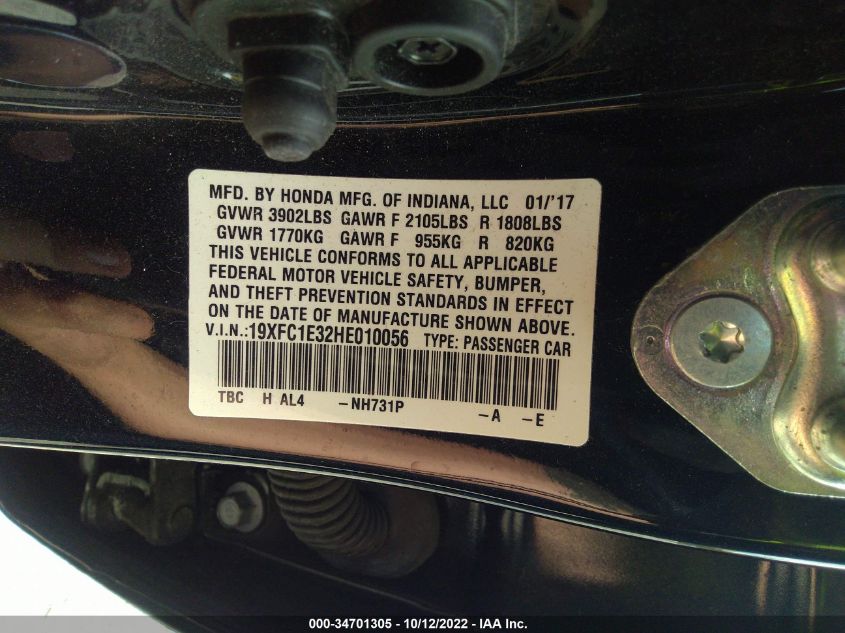 MFD. BY HONDA MFG. OF INDIANA, LLC 01/'17
GVWR 3902LBS GAWR F 2105LBS R 1808LBS
GVWR 1770KG GAWR F 955KG R 820KG
THIS VEHICLE CONFORMS TO ALL APPLICABLE
FEDERAL MOTOR VEHICLE SAFETY, BUMPER,
AND THEFT PREVENTION STANDARDS IN EFFECT
ON THE DATE OF MANUFACTURE SHOWN ABOVE.
V.I.N.:19XFC1E32HE010056 TYPE: PASSENGER CAR
TBC H AL4 -NH731P -A -E
000-34701305 - 10/12/2022 - IAA Inc.